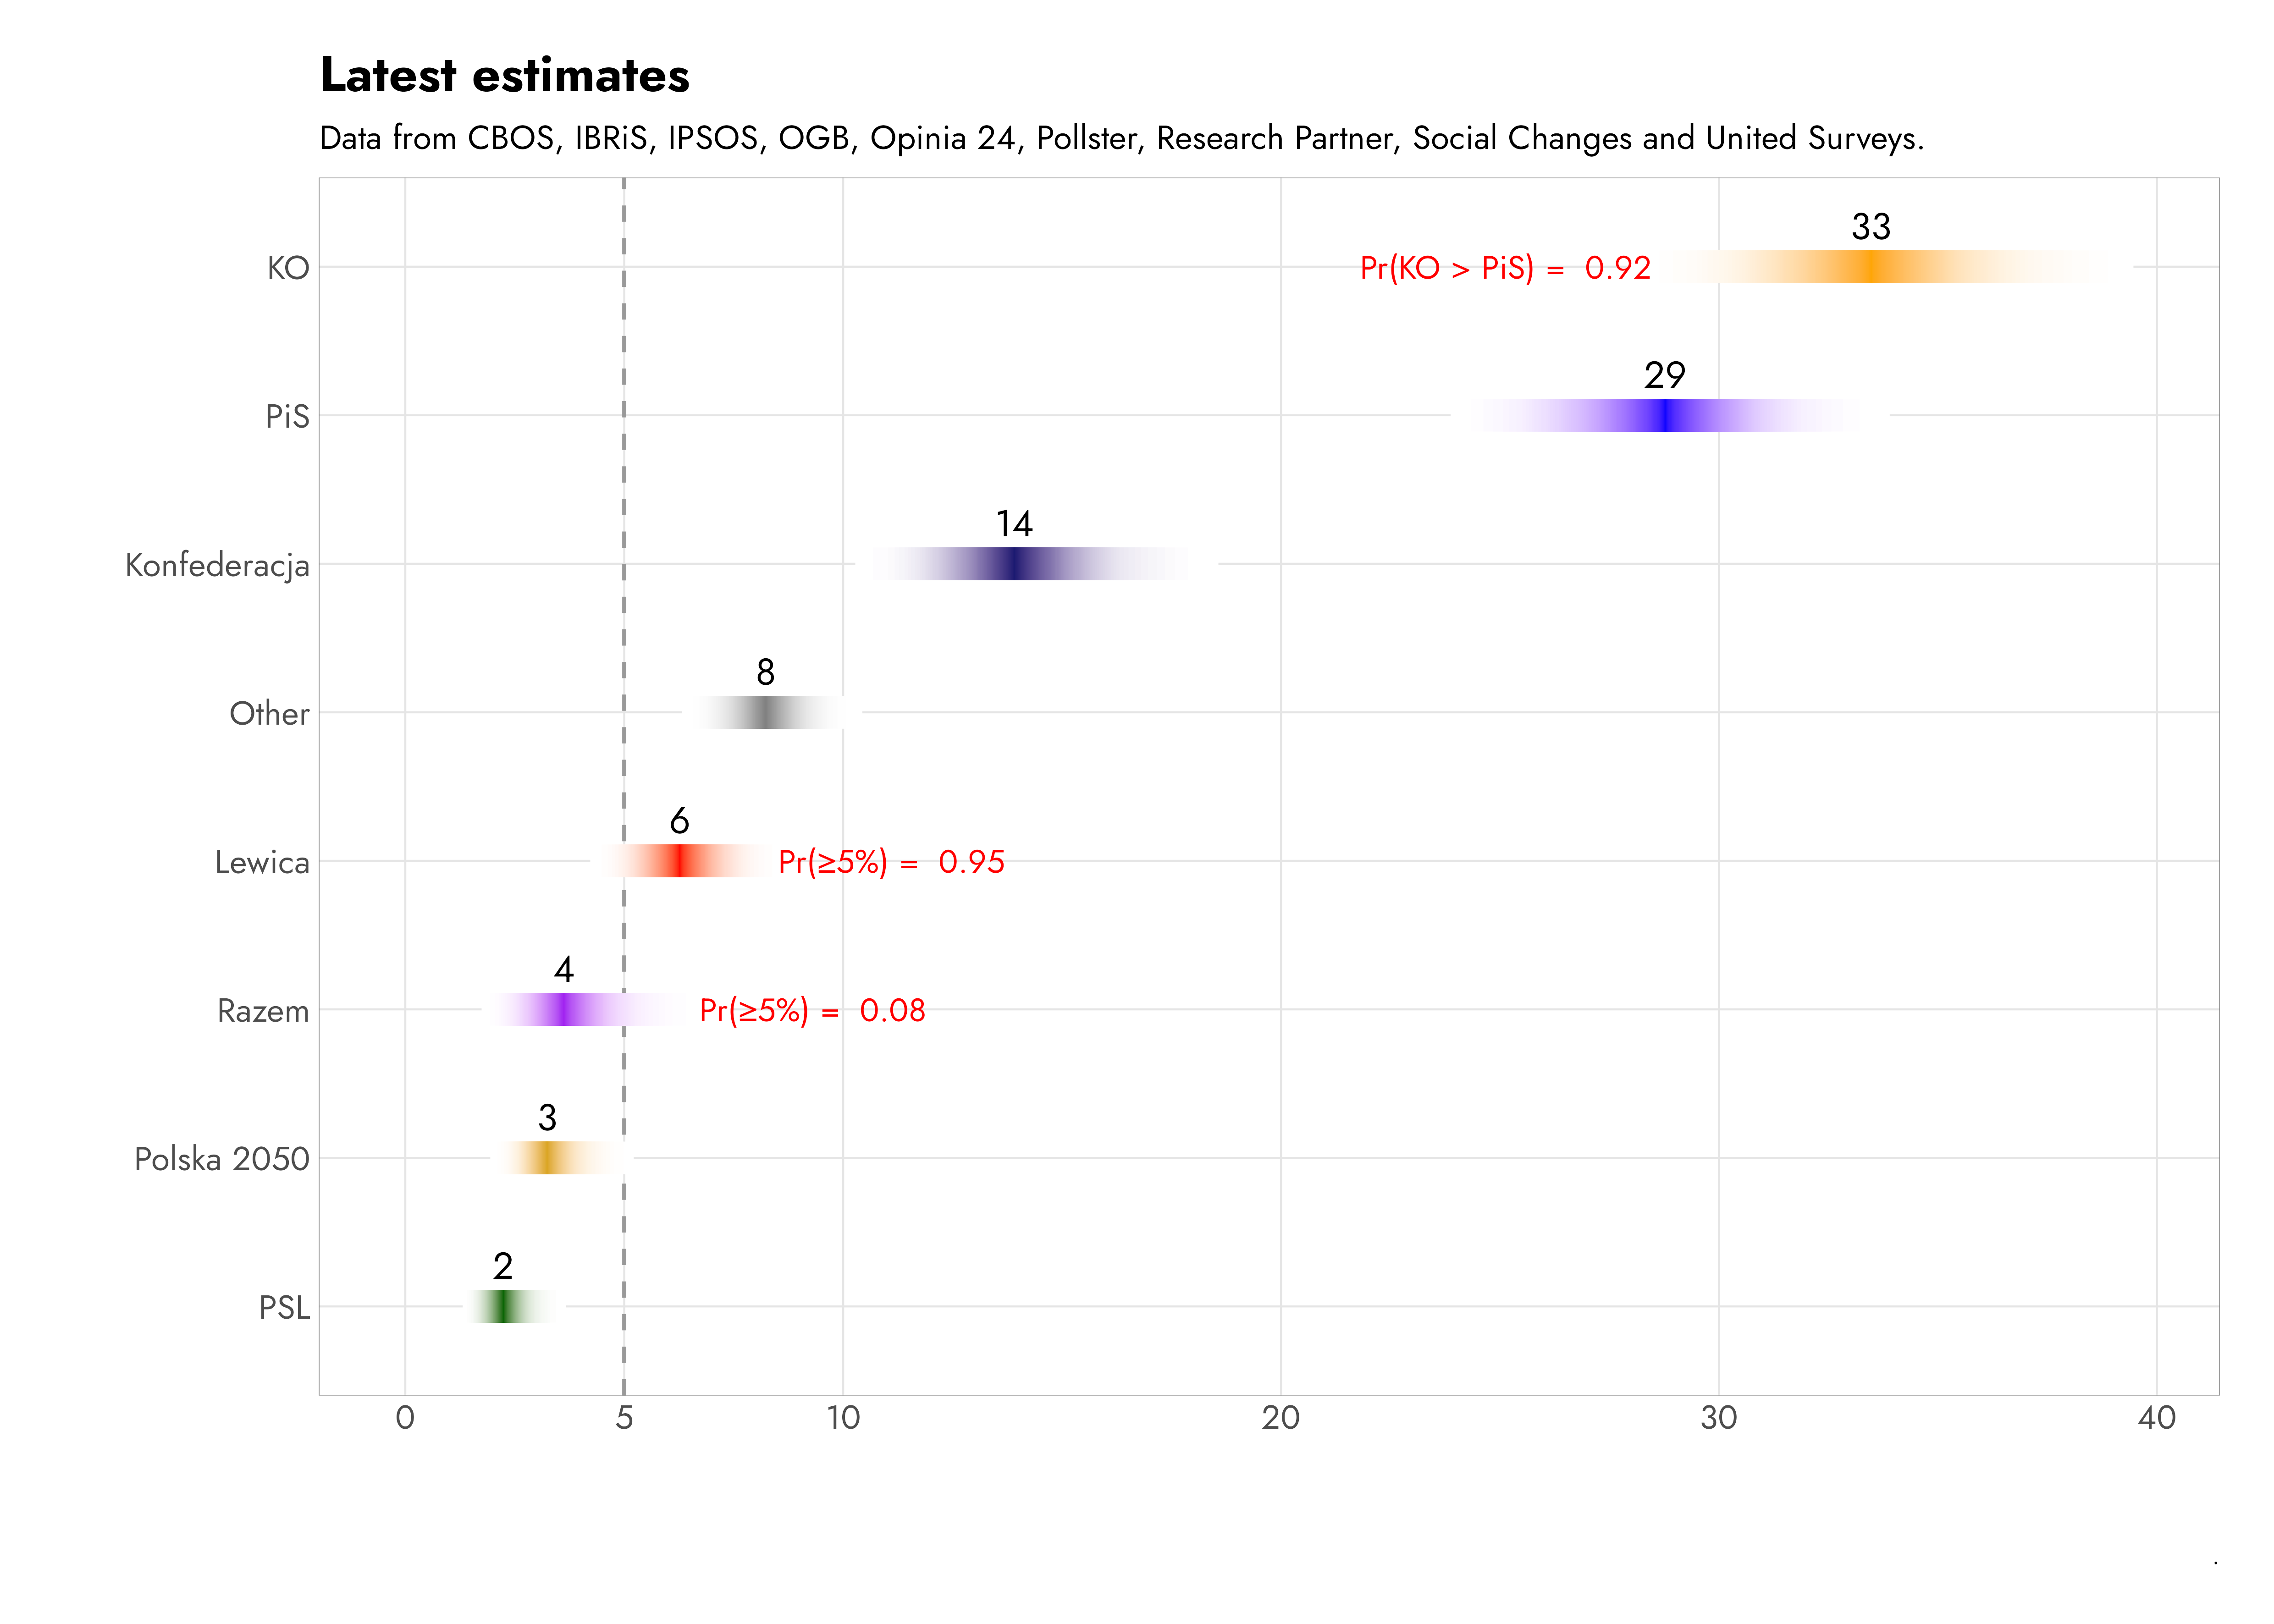 Latest estimates
Data from CBOS, IBRiS, IPSOS, OGB, Opinia 24, Pollster, Research Partner, Social Changes and United Surveys.
33
KO
Pr(KO > PiS) = 0.92
29
PiS
14
Konfederacja
8
Other
6
Lewica
Pr(≥5%) = 0.95
4
Razem
Pr(≥5%) = 0.08
3
Polska 2050
2
PSL
0 5 10 20 30 40
.